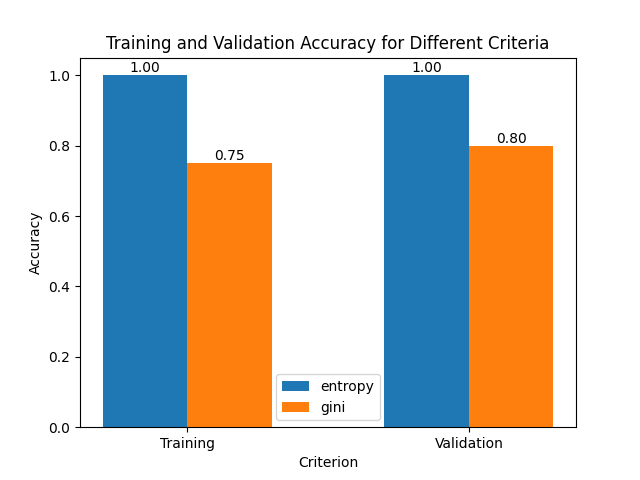 Training and Validation Accuracy for Different Criteria
1.00
1.00
1.0
0.80
0.8
0.75
0.6
Accuracy
0.4
0.2
entropy
gini
0.0
Training
Validation
Criterion